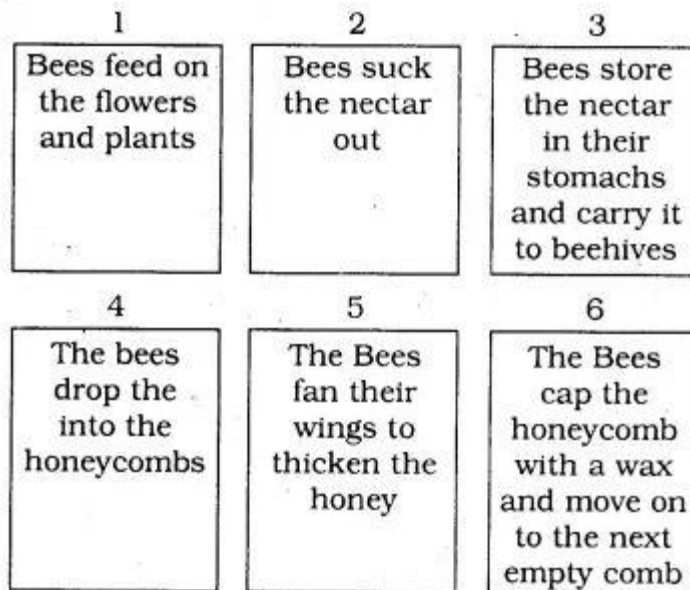 1
Bees feed on
the flowers
and plants
2
Bees suck
the nectar
out
3
Bees store
the nectar
in their
stomachs
and carry it
to beehives
4
The bees
drop the
into the
honeycombs
5
The Bees
fan their
wings to
thicken the
honey
6
The Bees
cap the
honeycomb
with a wax
and move on
to the next
empty comb